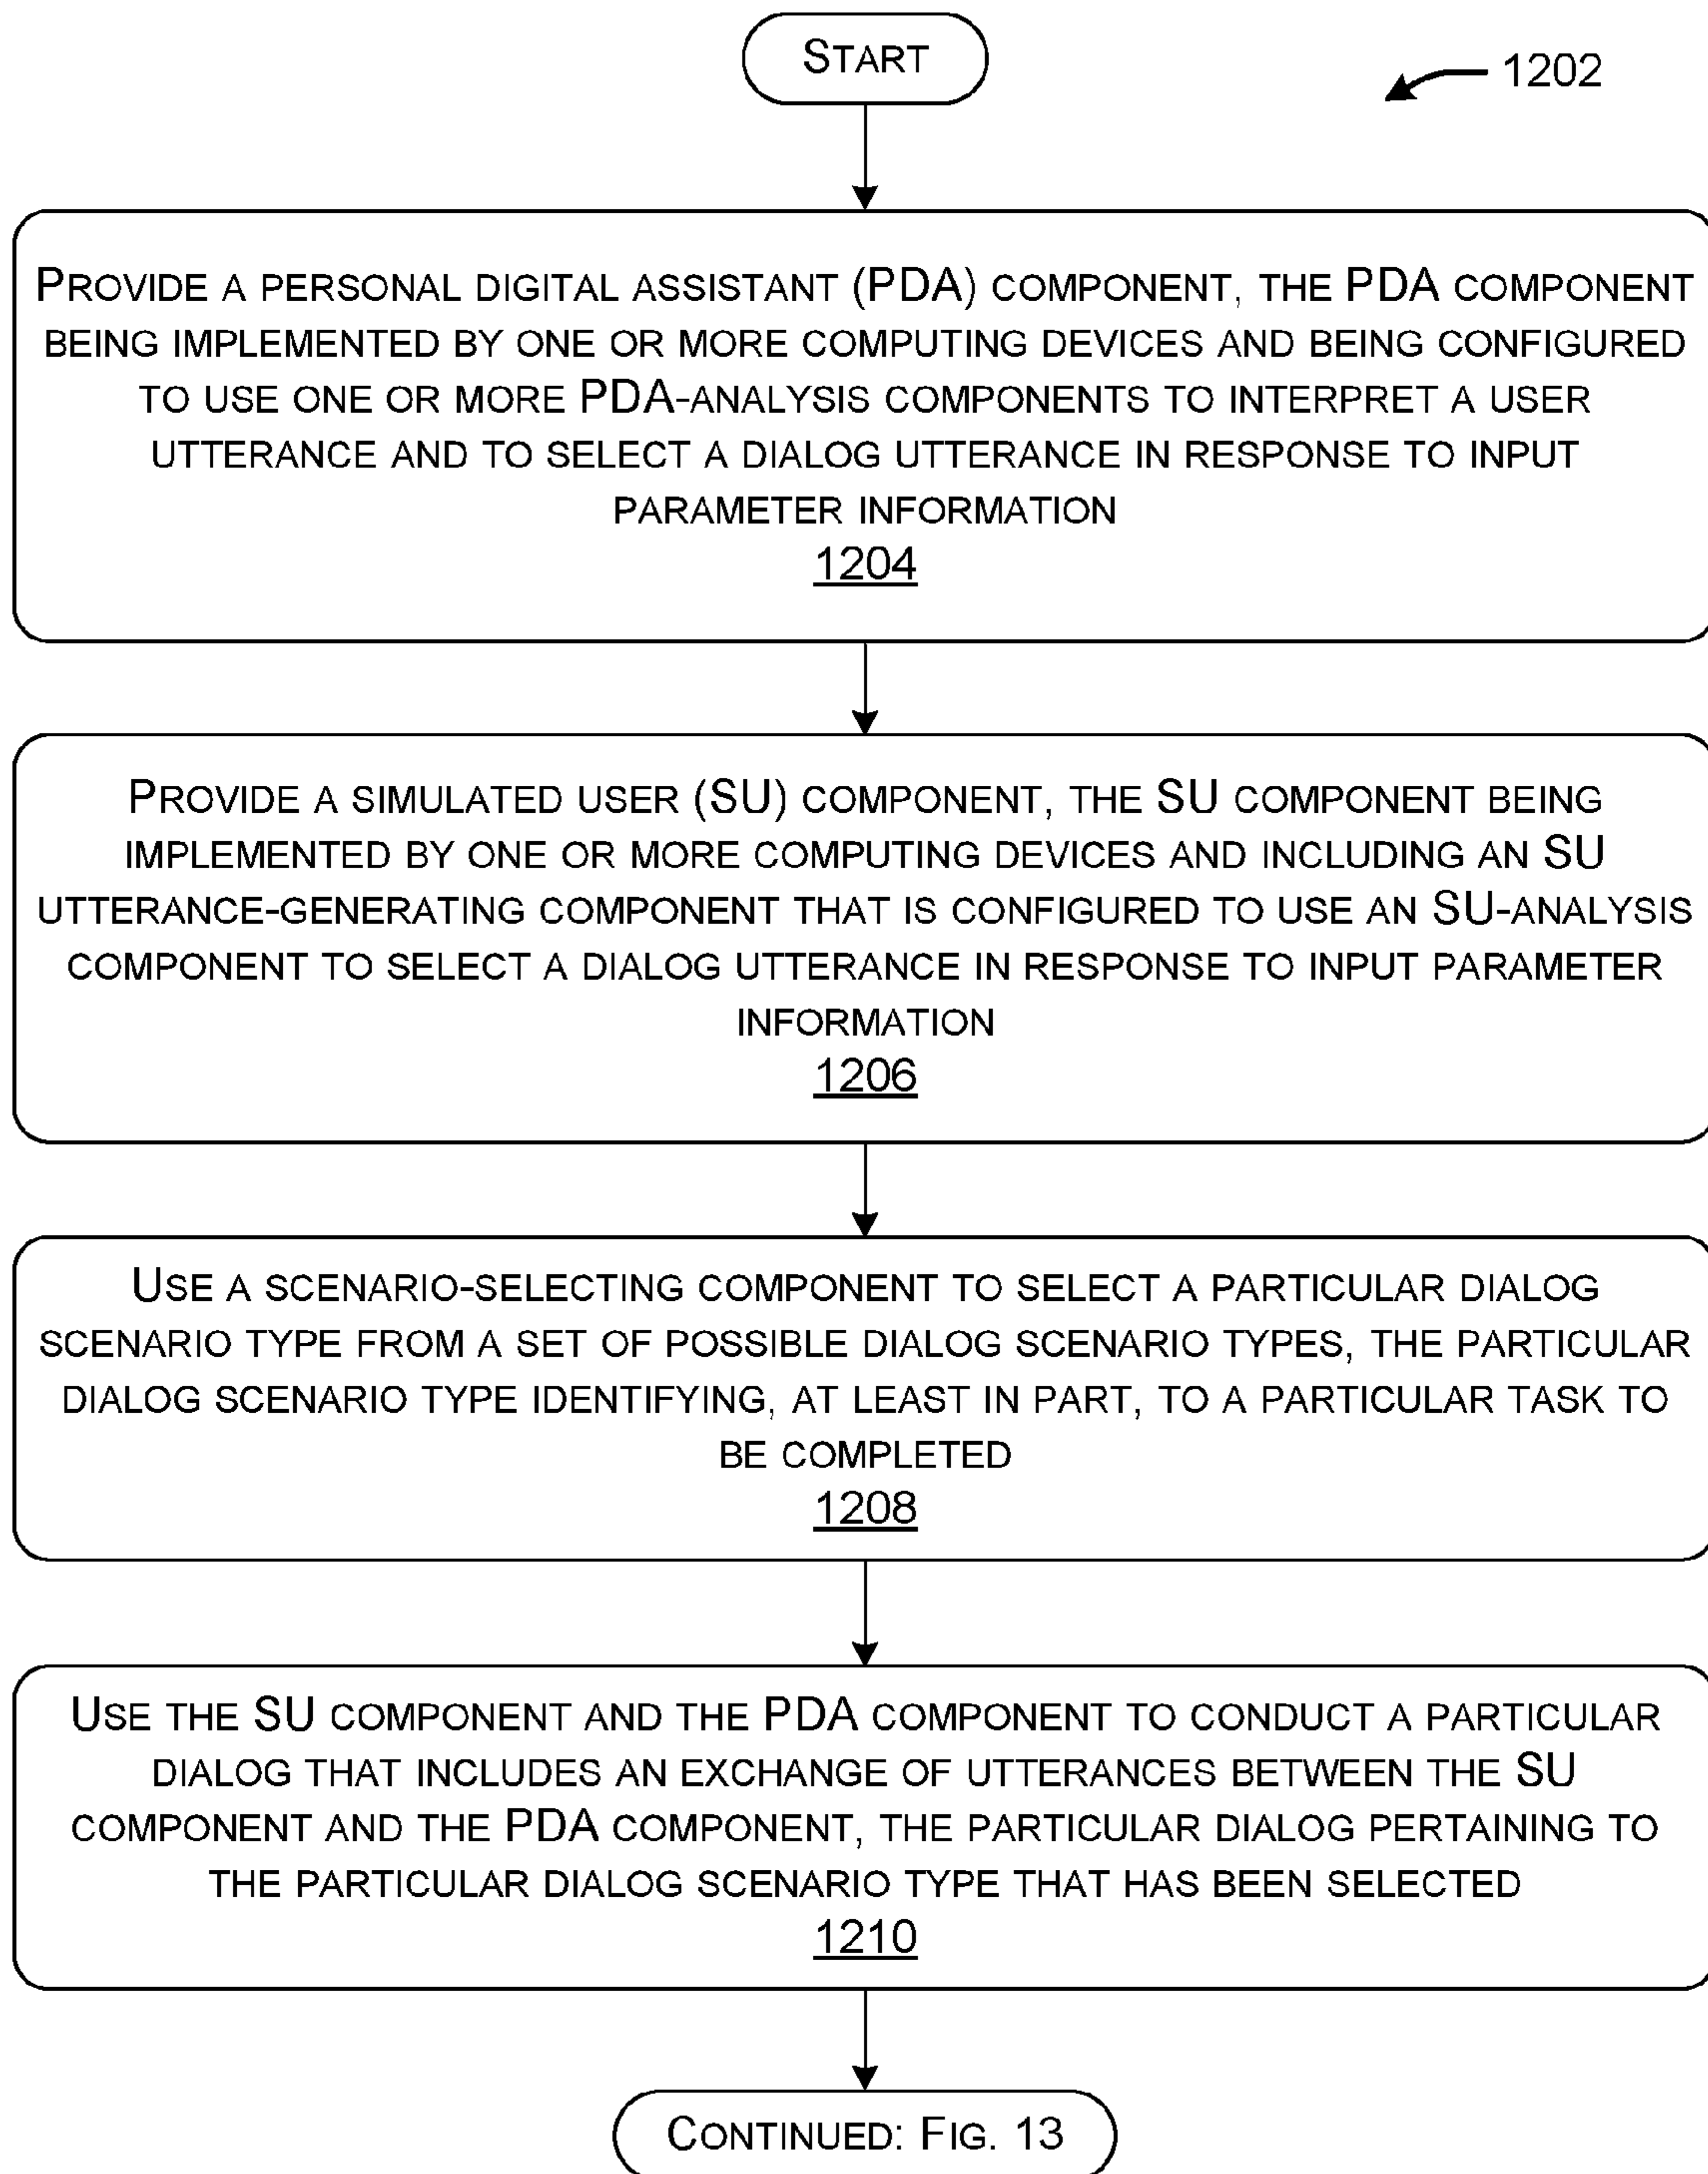 START
1202
PROVIDE A PERSONAL DIGITAL ASSISTANT (PDA) COMPONENT, THE PDA COMPONENT
BEING IMPLEMENTED BY ONE OR MORE COMPUTING DEVICES AND BEING CONFIGURED
TO USE ONE OR MORE PDA-ANALYSIS COMPONENTS TO INTERPRET A USER
UTTERANCE AND TO SELECT A DIALOG UTTERANCE IN RESPONSE TO INPUT
PARAMETER INFORMATION
1204
PROVIDE A SIMULATED USER (SU) COMPONENT, THE SU COMPONENT BEING
IMPLEMENTED BY ONE OR MORE COMPUTING DEVICES AND INCLUDING AN SU
UTTERANCE-GENERATING COMPONENT THAT IS CONFIGURED TO USE AN SU-ANALYSIS
COMPONENT TO SELECT A DIALOG UTTERANCE IN RESPONSE TO INPUT PARAMETER
INFORMATION
1206
USE A SCENARIO-SELECTING COMPONENT TO SELECT A PARTICULAR DIALOG
SCENARIO TYPE FROM A SET OF POSSIBLE DIALOG SCENARIO TYPES, THE PARTICULAR
DIALOG SCENARIO TYPE IDENTIFYING, AT LEAST IN PART, TO A PARTICULAR TASK TO
BE COMPLETED
1208
USE THE SU COMPONENT AND THE PDA COMPONENT TO CONDUCT A PARTICULAR
DIALOG THAT INCLUDES AN EXCHANGE OF UTTERANCES BETWEEN THE SU
COMPONENT AND THE PDA COMPONENT, THE PARTICULAR DIALOG PERTAINING TO
THE PARTICULAR DIALOG SCENARIO TYPE THAT HAS BEEN SELECTED
1210
CONTINUED: FIG. 13